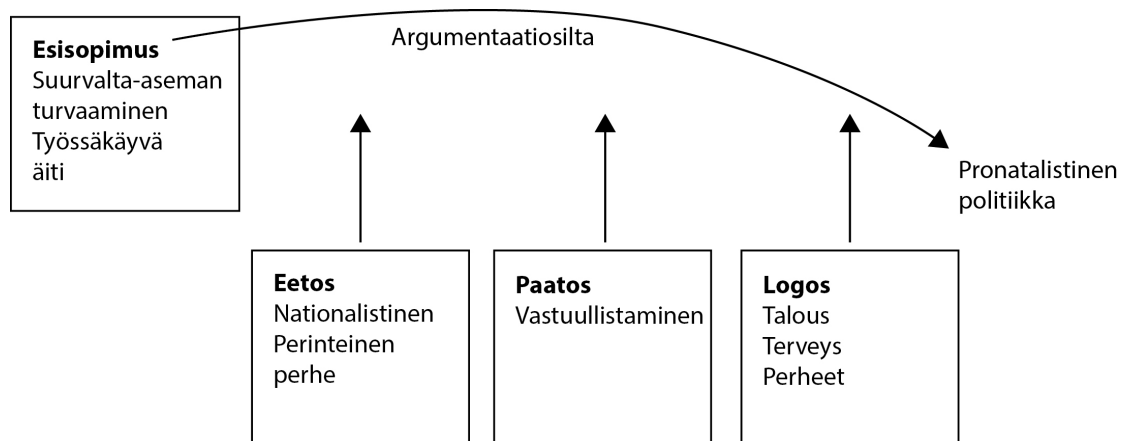 Esisopimus
Suurvalta-aseman
turvaaminen
Työssäkäyvä
äiti
Argumentaatiosilta
Pronatalistinen
politiikka
Eetos
Nationalistinen
Perinteinen
perhe
Paatos
Vastuullistaminen
Logos
Talous
Terveys
Perheet